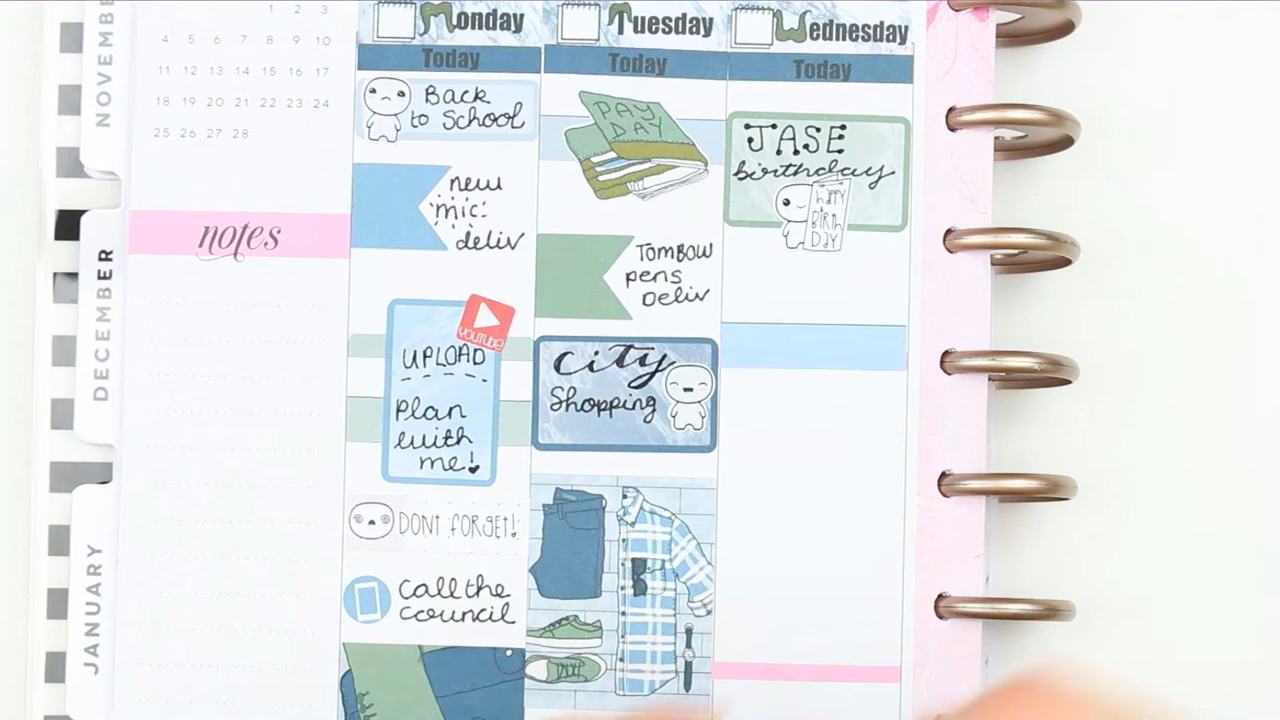 NOVEMBER
DECEMBER
JANUARY
1 2 3
4 5 6 7 8 9 10
11 12 13 14 15 16 17
18 19 20 21 22 23 24
25 26 27 28
notes
Monday
Today
Back
to School
new
mic
deliv
YOUTUBE
UPLOAD
Plan
with
me!
DONT FORGET!
Call the
council
Tuesday
Today
PAY
DAY
TOMBOW
pens
Deliv
City
Shopping
Wednesday
Today
JASE
birthday
HAPPY
BIRTH
DAY